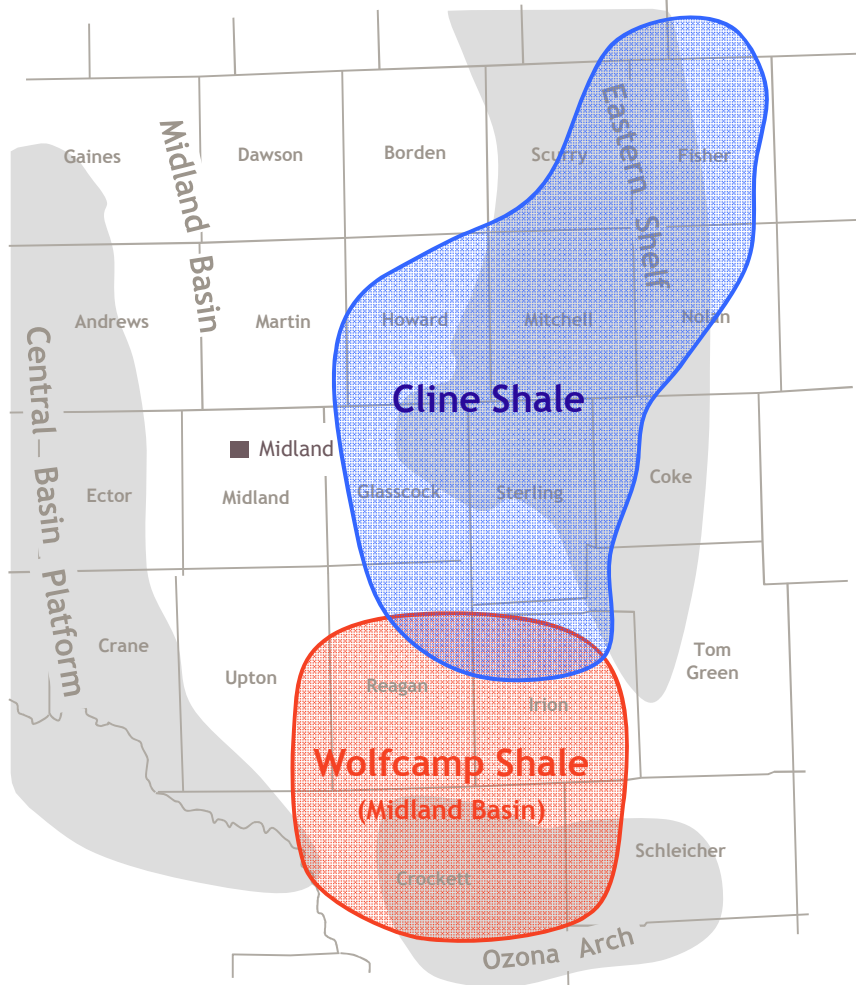 Gaines
Dawson
Borden
Scurry
Fisher
Midland Basin
Eastern Shelf
Andrews
Martin
Howard
Mitchell
Nolan
Central Basin Platform
Cline Shale
Midland
Ector
Midland
Glasscock
Sterling
Coke
Crane
Upton
Reagan
Irion
Tom
Green
Wolfcamp Shale
(Midland Basin)
Crockett
Schleicher
Ozona Arch